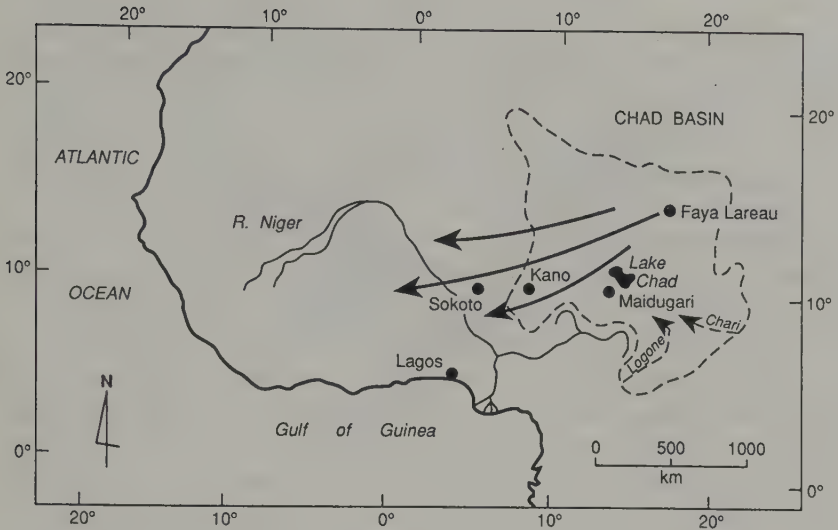 20° 10° 0° 10° 20°
20° 20°
CHAD BASIN
ATLANTIC
R. Niger
Faya Lareau
10° 10°
OCEAN
Kano
Lake
Chad
Sokoto
Maidugari
Chari
Logone
Lagos
N
Gulf of Guinea
0 500 1000
km
0° 0°
20° 10° 0° 10° 20°